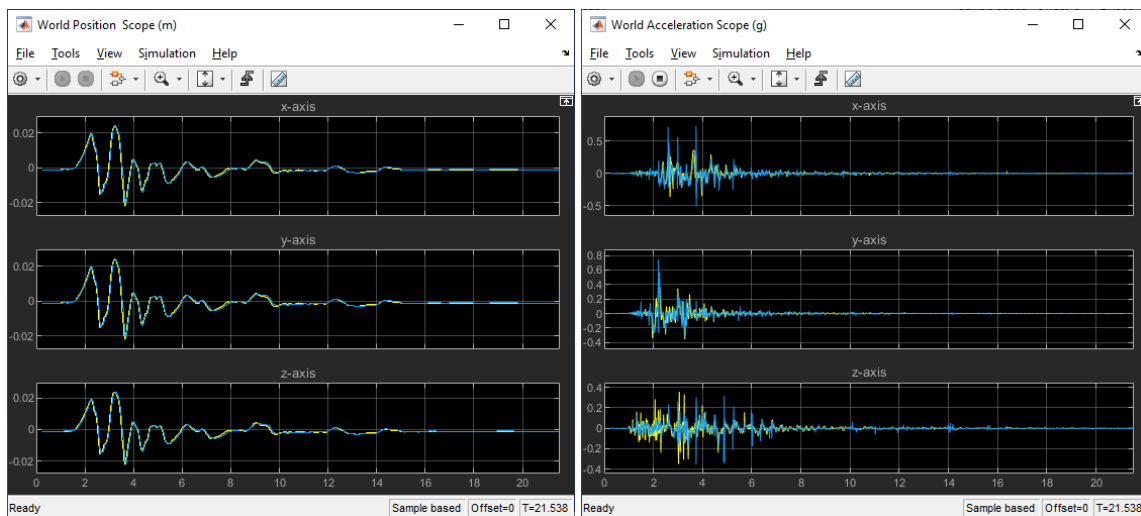 World Position  Scope (m)
File Tools View Simulation Help
x-axis
0.02
0
-0.02
y-axis
0.02
0
-0.02
z-axis
0.02
0
-0.02
0 2 4 6 8 10 12 14 16 18 20
Ready Sample based Offset=0 T=21.538
World Acceleration Scope (g)
File Tools View Simulation Help
x-axis
0.5
0
-0.5
y-axis
0.8
0.6
0.4
0.2
0
-0.2
-0.4
z-axis
0.4
0.2
0
-0.2
-0.4
0 2 4 6 8 10 12 14 16 18 20
Ready Sample based Offset=0 T=21.538